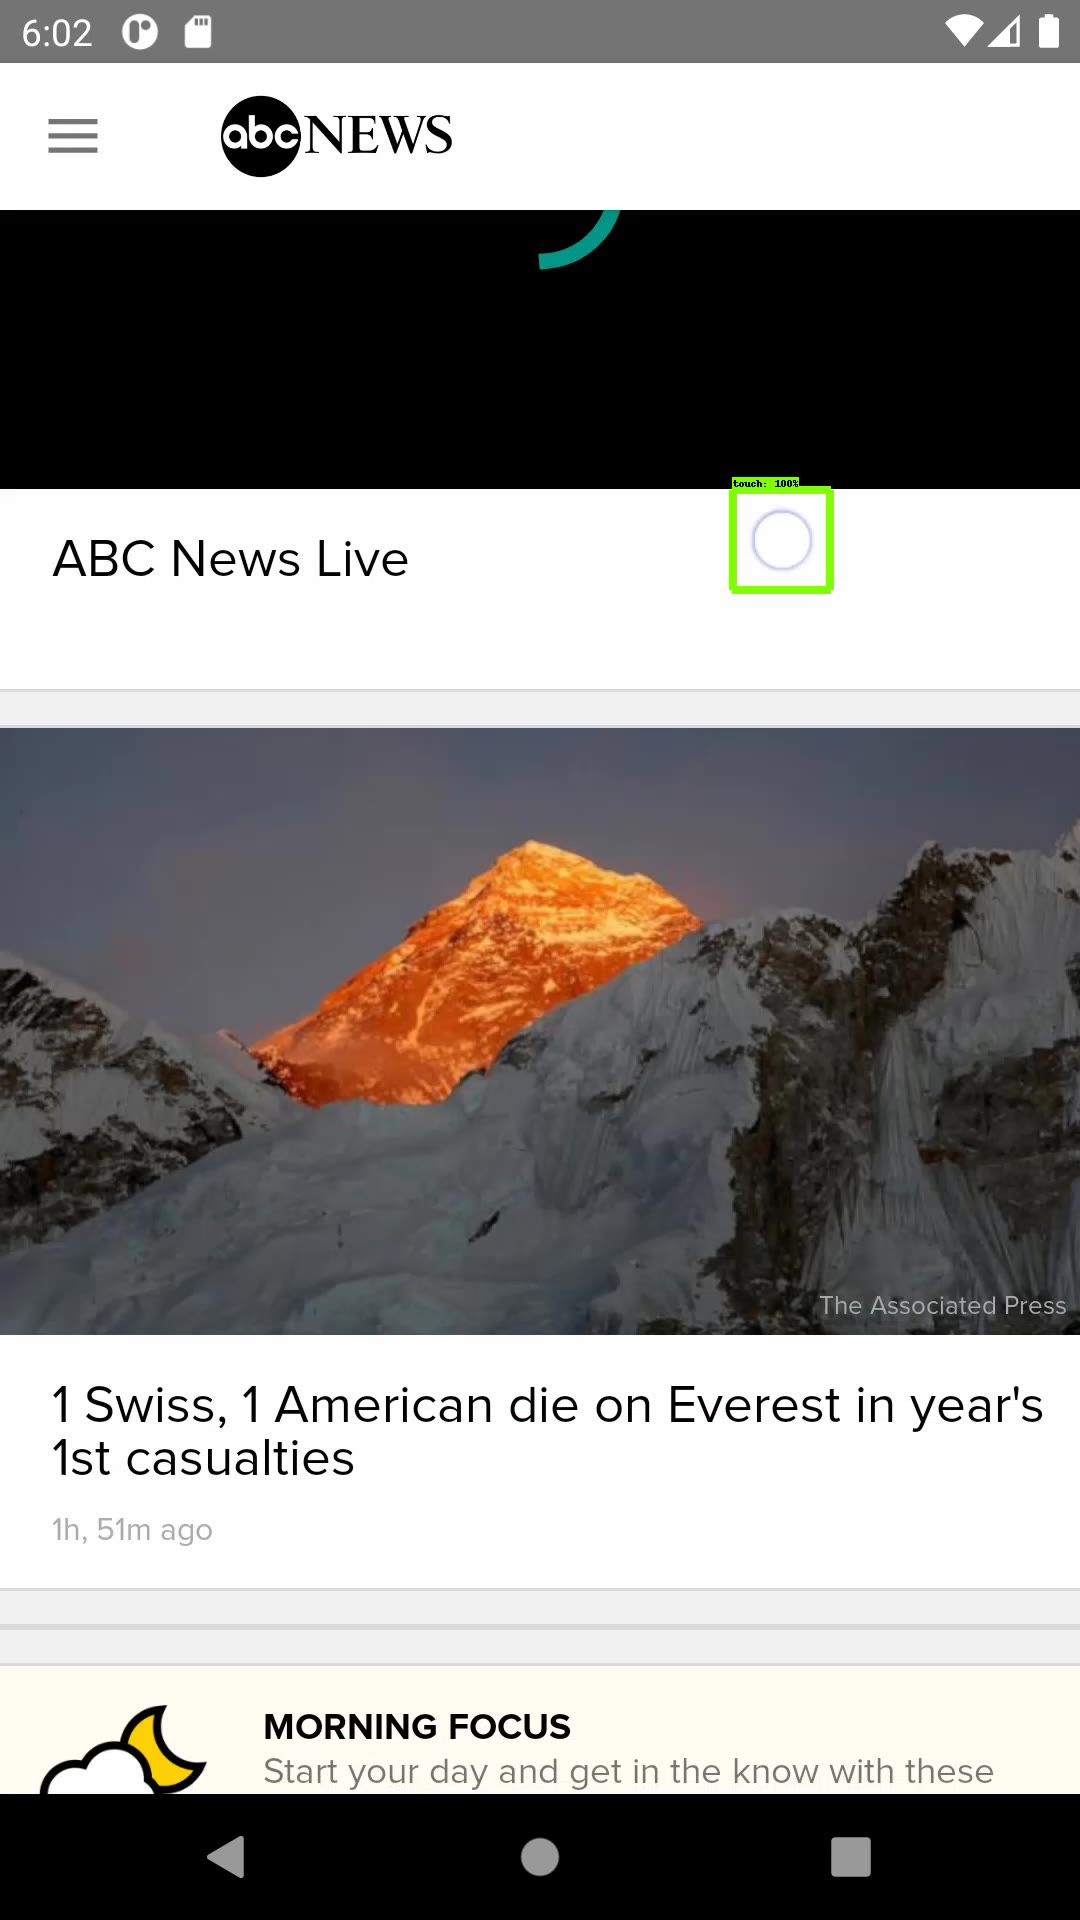 6:02
abc NEWS
touch: 100%
ABC News Live
The Associated Press
1 Swiss, 1 American die on Everest in year's
1st casualties
1h, 51m ago
MORNING FOCUS
Start your day and get in the know with these